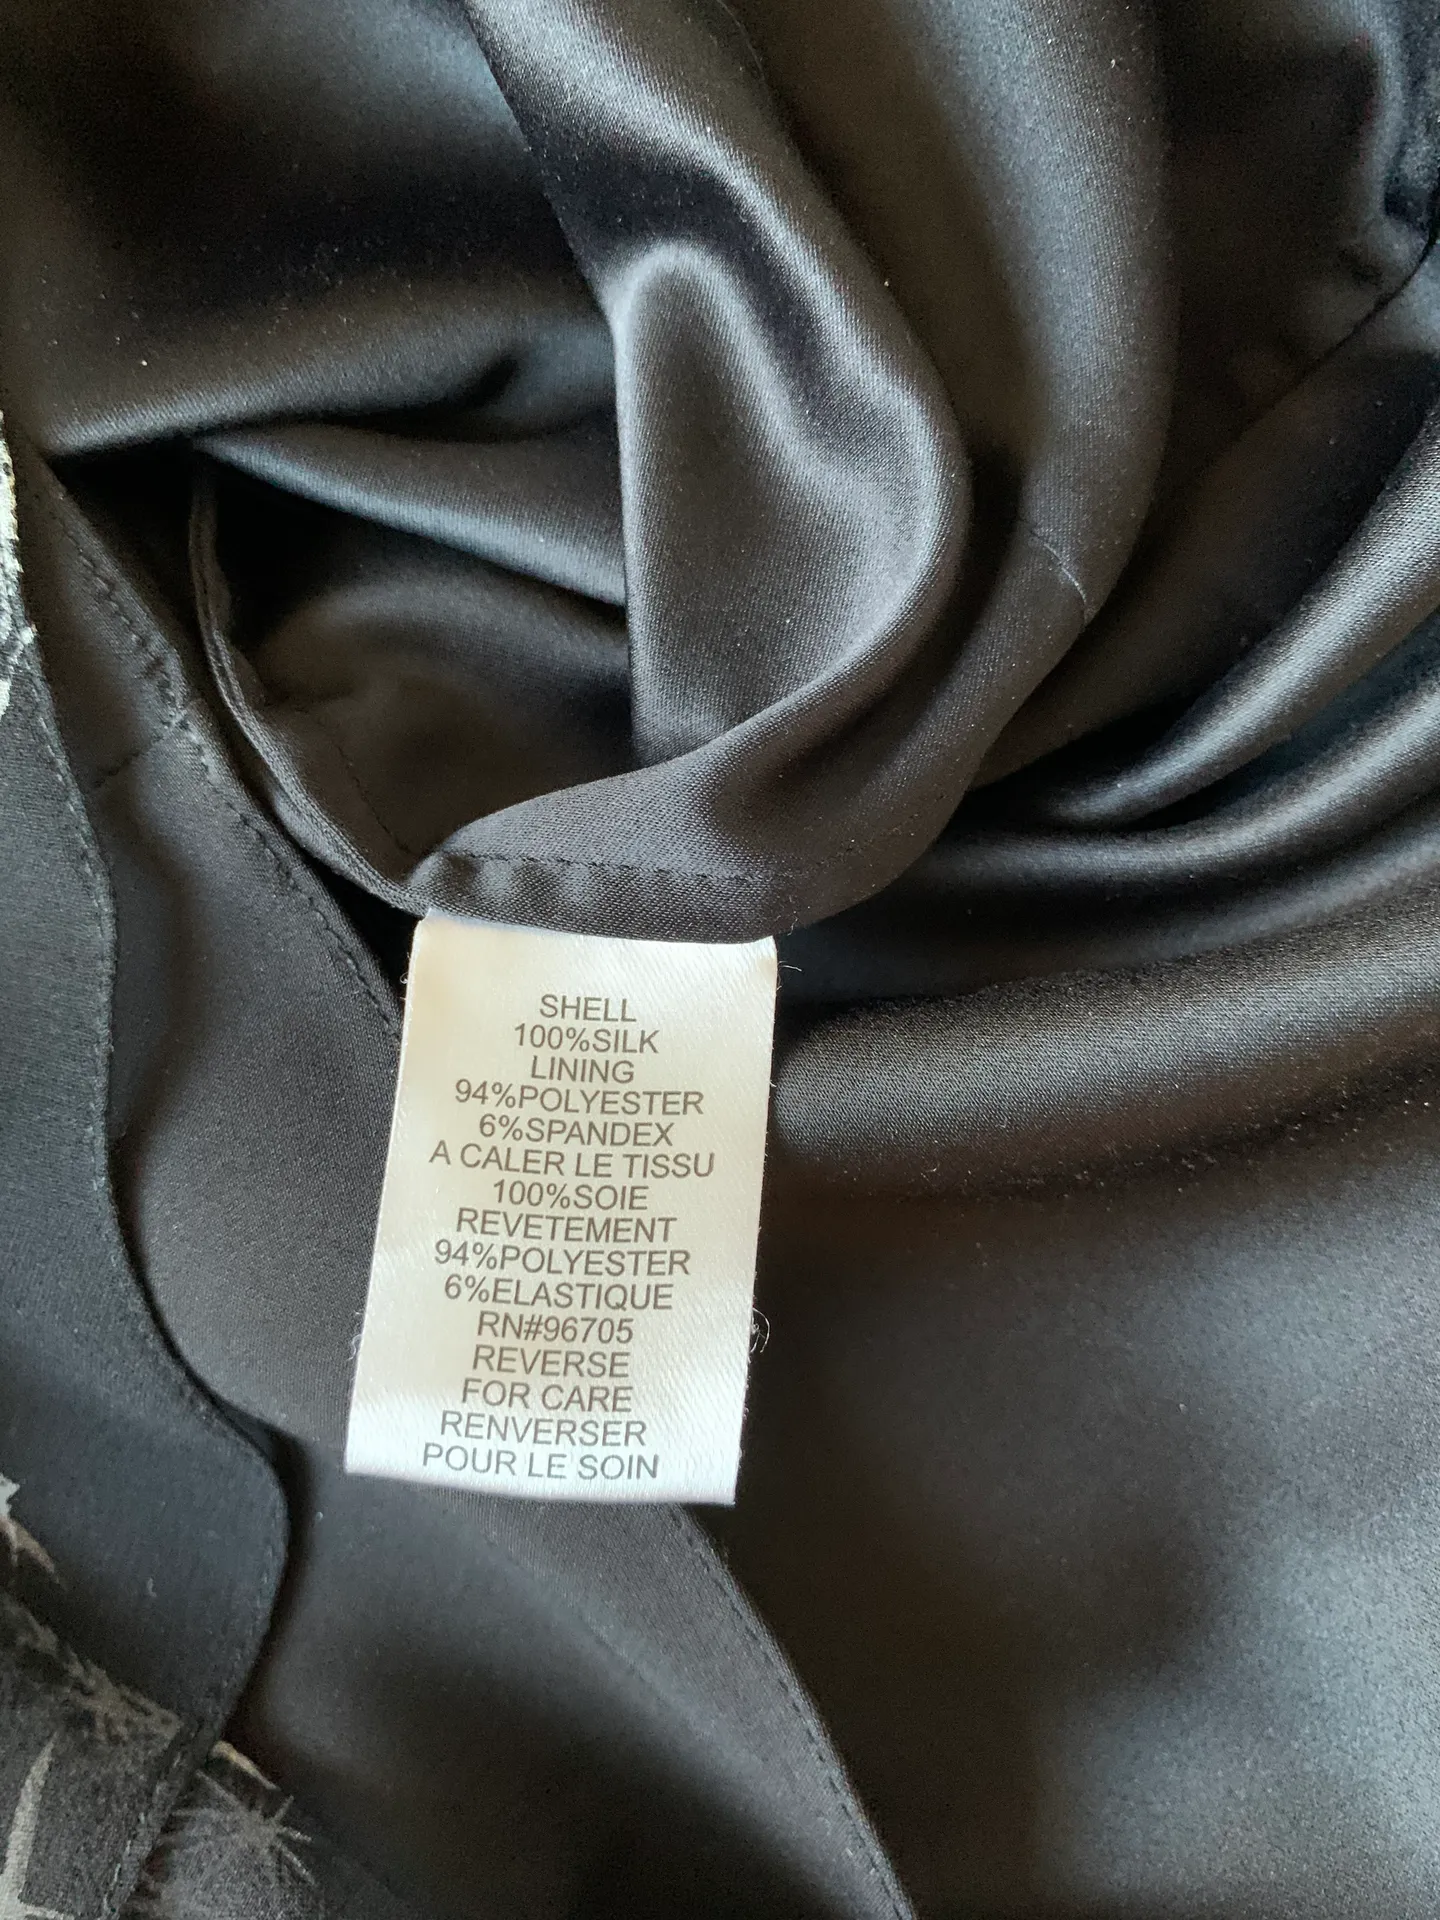 SHELL
100%SILK
LINING
94%POLYESTER
6%SPANDEX
A CALER LE TISSU
100%SOIE
REVETEMENT
94%POLYESTER
6%ELASTIQUE
RN#96705
REVERSE
FOR CARE
RENVERSER
POUR LE SOIN